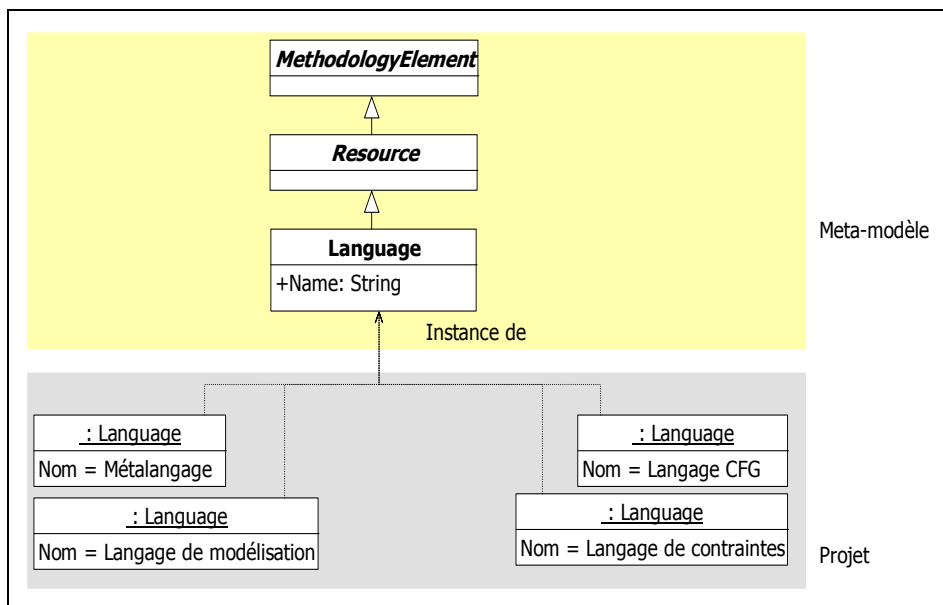 MethodologyElement
Resource
Meta-modèle
Language
+Name: String
Instance de
: Language
Nom = Métalangage
: Language
Nom = Langage CFG
: Language
Nom = Langage de modélisation
: Language
Nom = Langage de contraintes
Projet